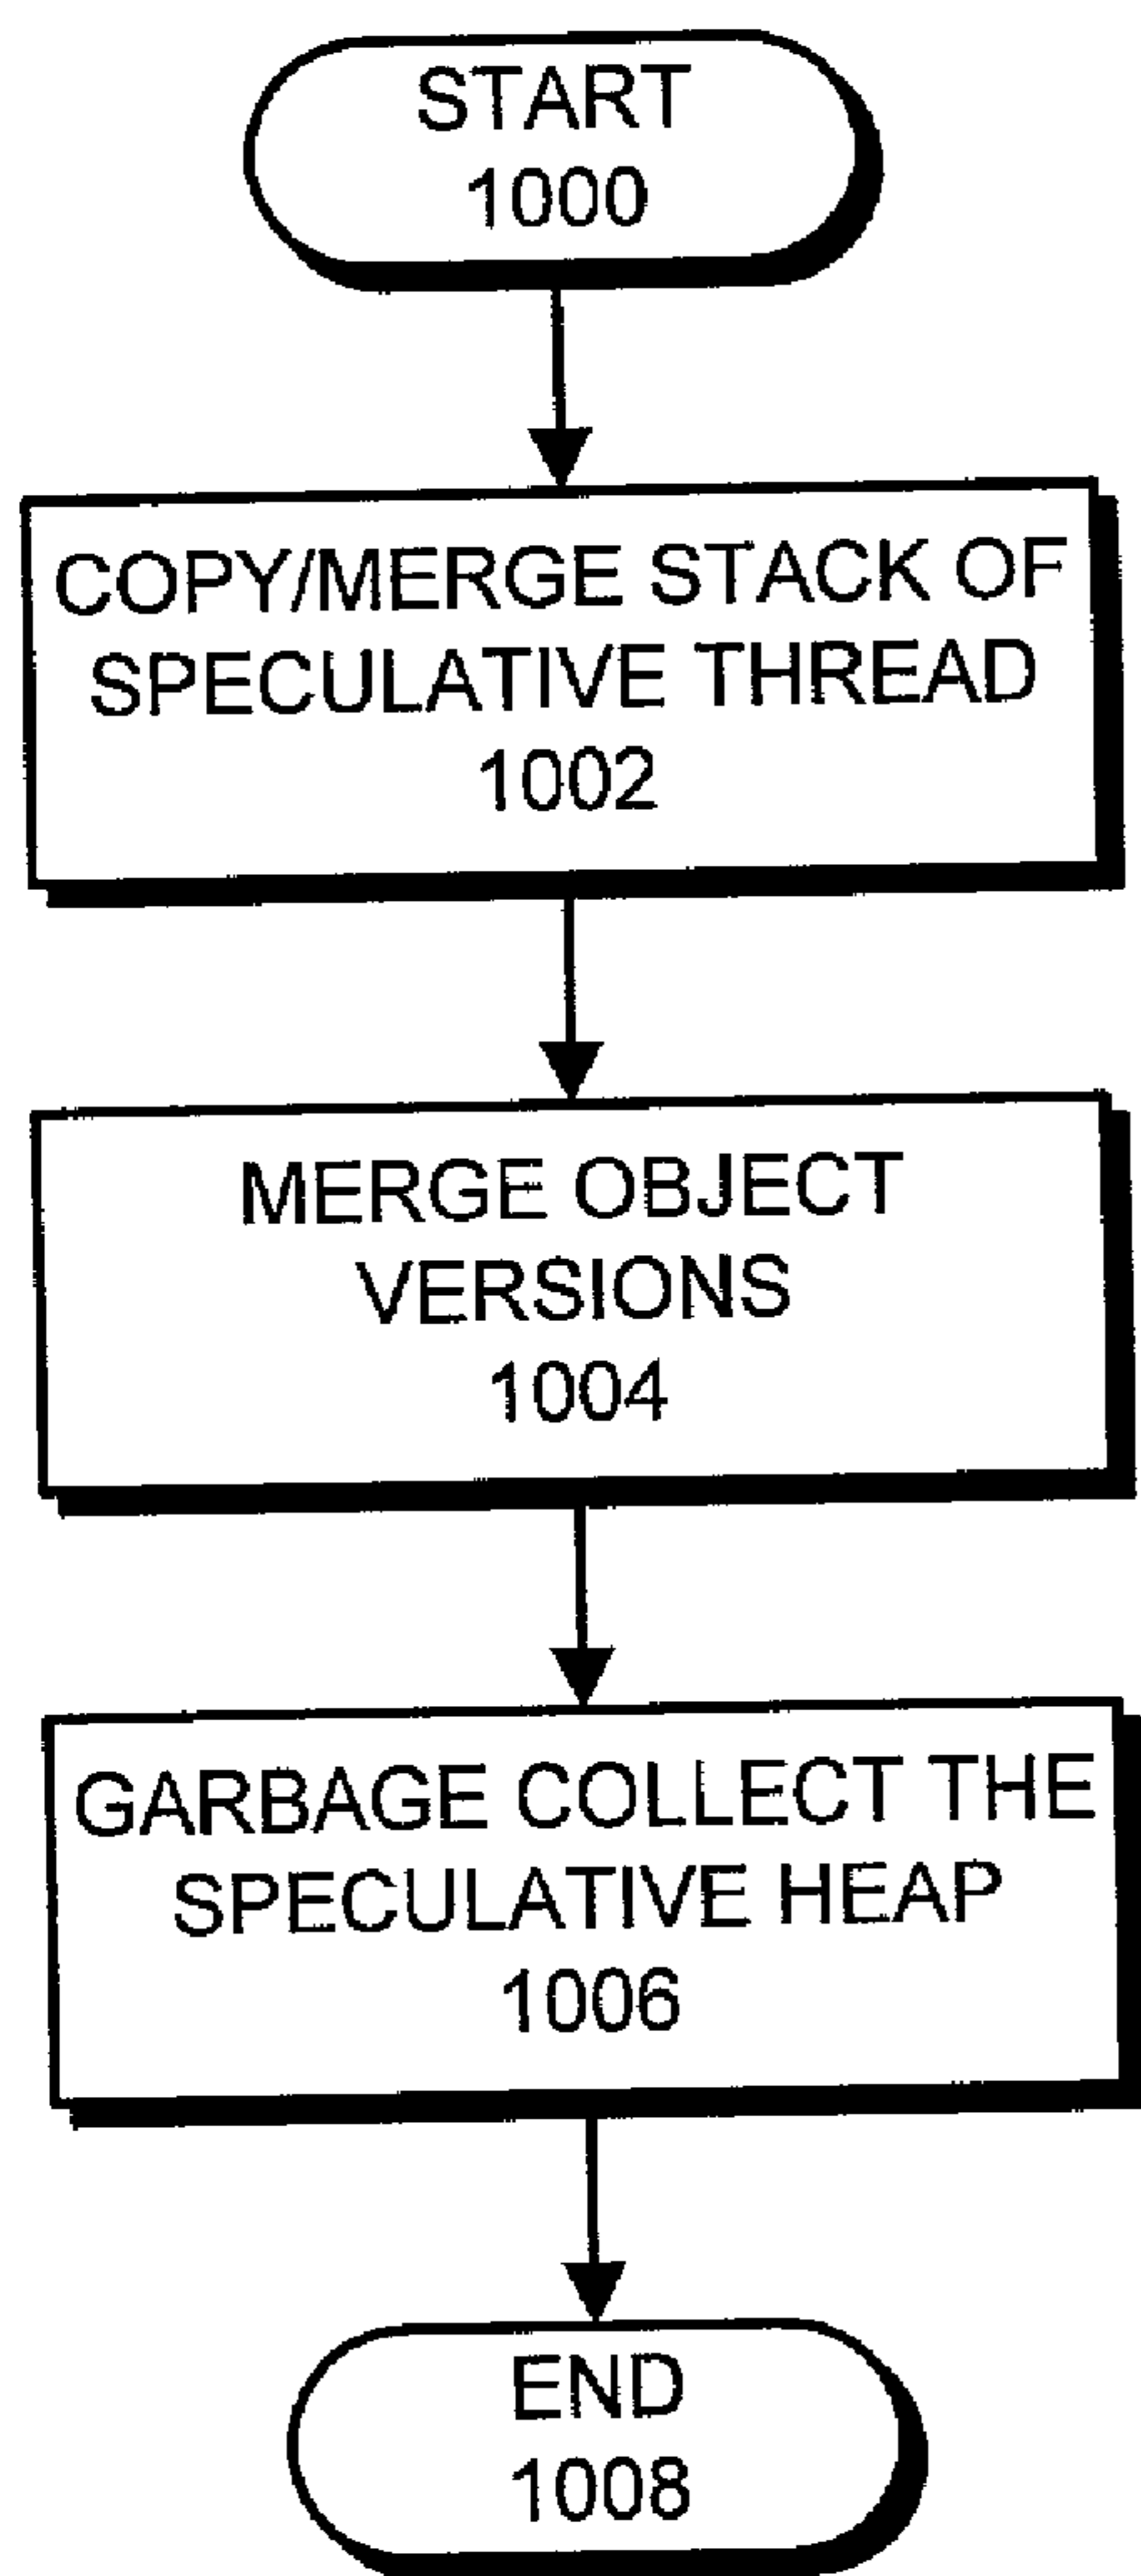 START
1000
COPY/MERGE STACK OF
SPECULATIVE THREAD
1002
MERGE OBJECT
VERSIONS
1004
GARBAGE COLLECT THE
SPECULATIVE HEAP
1006
END
1008